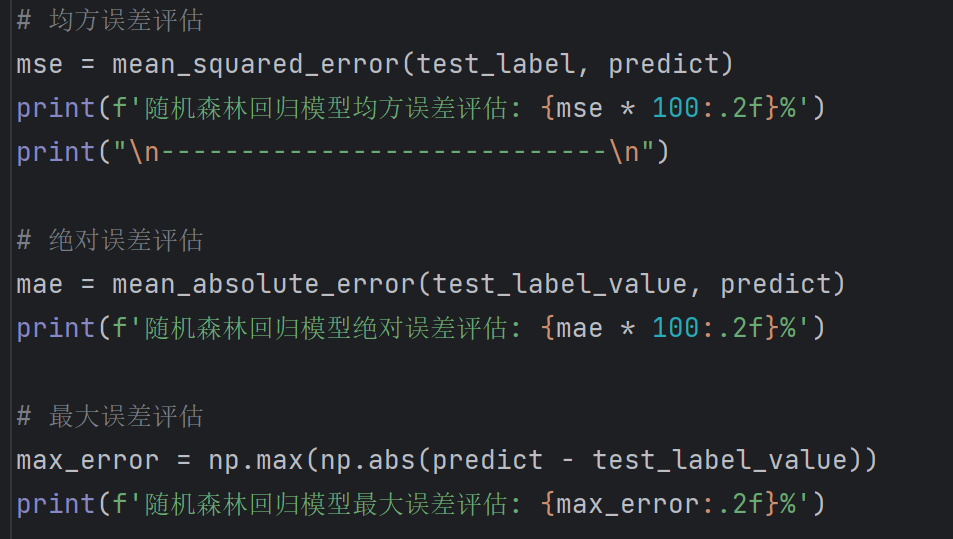 # 均方误差评估
mse = mean_squared_error(test_label, predict)
print(f'随机森林回归模型均方误差评估: {mse * 100:.2f}%')
print("\n----------------------------\n")
# 绝对误差评估
mae = mean_absolute_error(test_label_value, predict)
print(f'随机森林回归模型绝对误差评估: {mae * 100:.2f}%')
# 最大误差评估
max_error = np.max(np.abs(predict - test_label_value))
print(f'随机森林回归模型最大误差评估: {max_error:.2f}%')